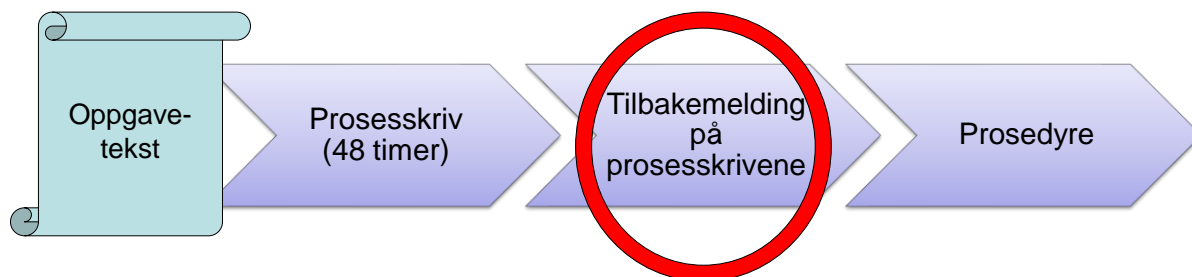 Oppgave-
tekst
Prosesskriv
(48 timer)
Tilbakemelding
på
prosesskrivene
Prosedyre